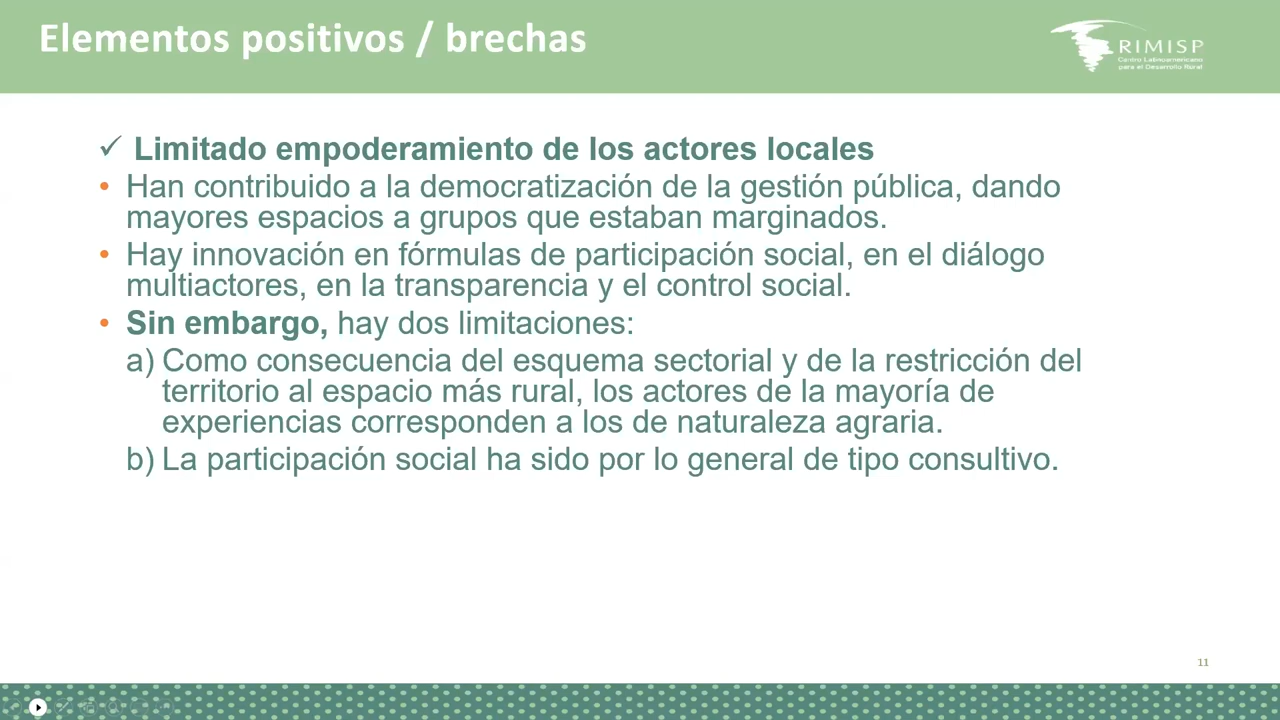 Elementos positivos / brechas
RIMISP
Centro Latinoamericano
para el Desarrollo Rural
✓ Limitado empoderamiento de los actores locales
• Han contribuido a la democratización de la gestión pública, dando
mayores espacios a grupos que estaban marginados.
• Hay innovación en fórmulas de participación social, en el diálogo
multiactores, en la transparencia y el control social.
• Sin embargo, hay dos limitaciones:
a) Como consecuencia del esquema sectorial y de la restricción del
territorio al espacio más rural, los actores de la mayoría de
experiencias corresponden a los de naturaleza agraria.
b) La participación social ha sido por lo general de tipo consultivo.
11